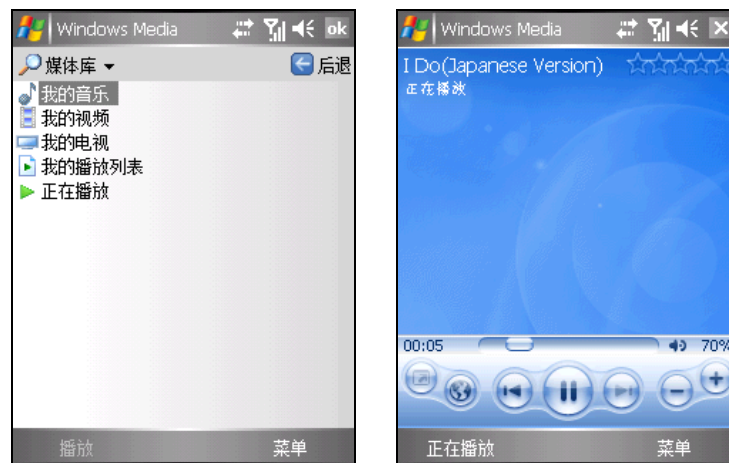 Windows Media ok
媒体库 后退
我的音乐
我的视频
我的电视
我的播放列表
正在播放
播放 菜单
Windows Media
I Do(Japanese Version)
正在播放
00:05 70%
正在播放 菜单